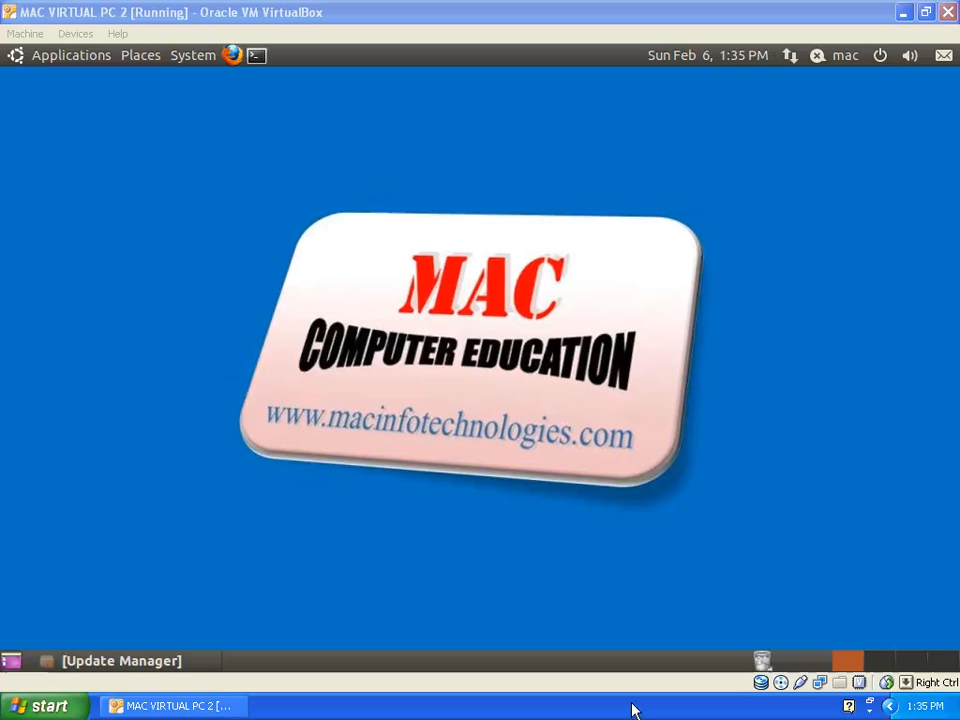 MAC VIRTUAL PC 2 [Running] - Oracle VM VirtualBox
Machine Devices Help
Applications Places System Sun Feb 6, 1:35 PM mac
MAC
COMPUTER EDUCATION
www.macinfotechnologies.com
[Update Manager]
Right Ctrl
start MAC VIRTUAL PC 2 [... 1:35 PM